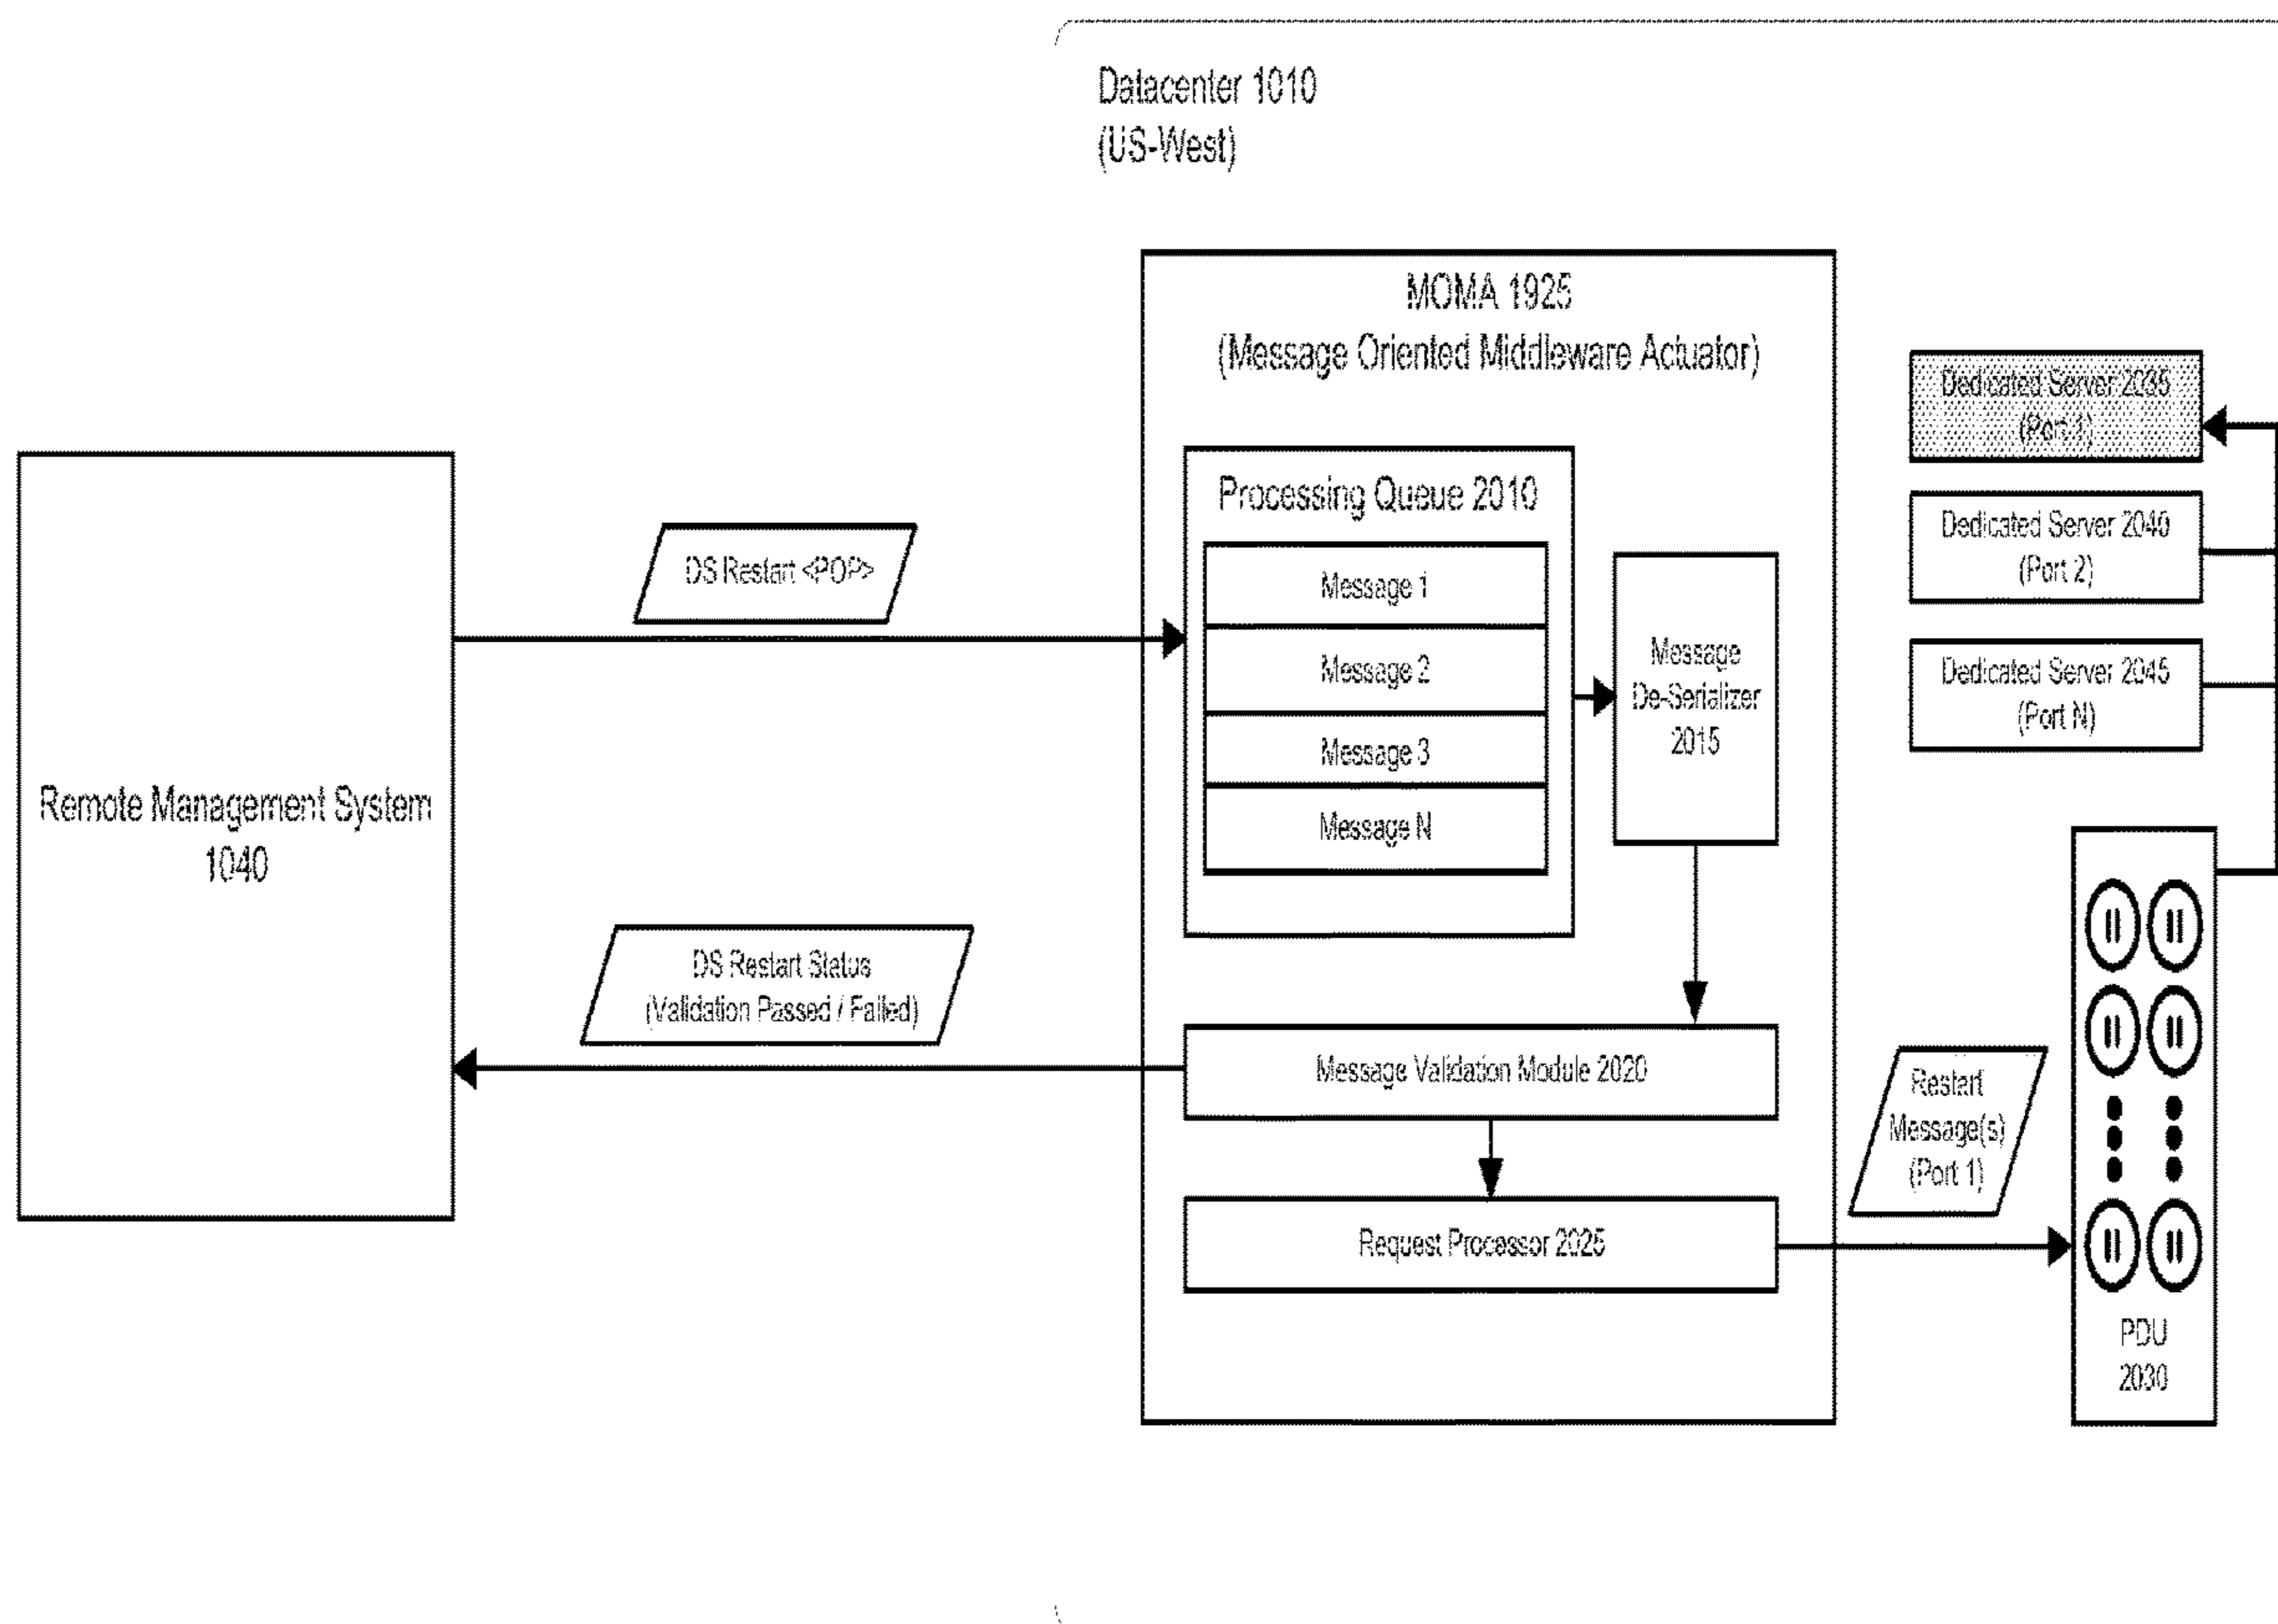 Datacenter 1010
(US-West)
MOMA 1925
(Message Oriented Middleware Actuator)
Processing Queue 2010
Message 1
Message 2
Message 3
Message N
Message
De-Serializer
2015
Message Validation Module 2020
Request Processor 2025
Remote Management System
1040
DS Restart <POP>
DS Restart Status
(Validation Passed / Failed)
Dedicated Server 2035
(Port 1)
Dedicated Server 2040
(Port 2)
Dedicated Server 2045
(Port N)
Restart
Message(s)
(Port 1)
PDU
2030